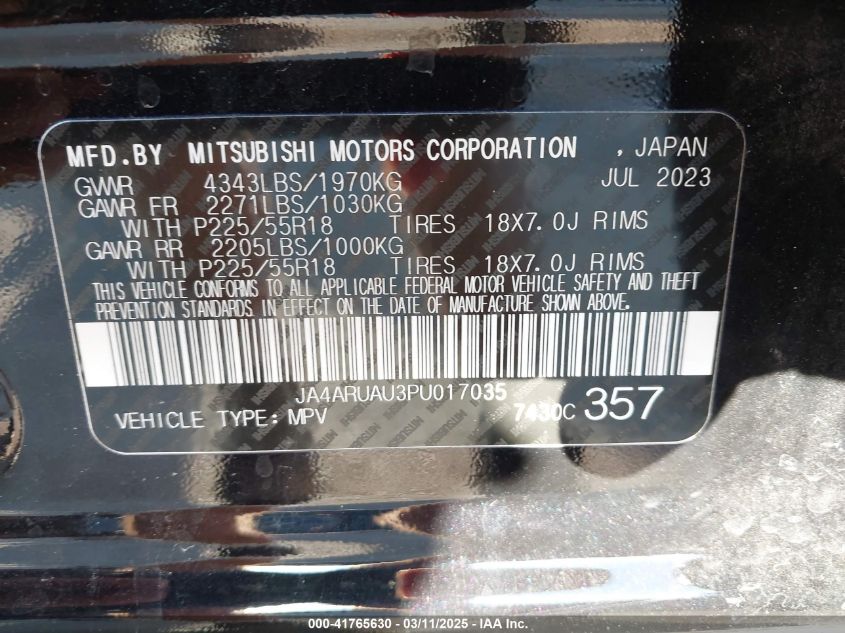 MFD.BY MITSUBISHI MOTORS CORPORATION , JAPAN
GVWR 4343LBS/1970KG JUL 2023
GAWR FR 2271LBS/1030KG
WITH P225/55R18 TIRES 18X7.0J RIMS
GAWR RR 2205LBS/1000KG
WITH P225/55R18 TIRES 18X7.0J RIMS
THIS VEHICLE CONFORMS TO ALL APPLICABLE FEDERAL MOTOR VEHICLE SAFETY AND THEFT
PREVENTION STANDARDS IN EFFECT ON THE DATE OF MANUFACTURE SHOWN ABOVE.
JA4ARUAU3PU017035
VEHICLE TYPE: MPV 7430C 357
000-41765630 - 03/11/2025 - © IAA Inc.